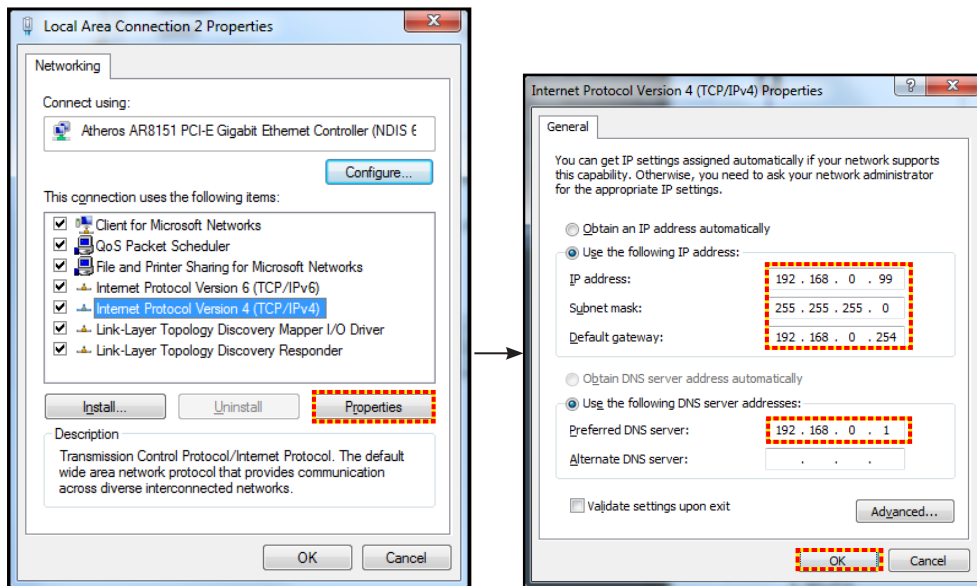 Local Area Connection 2 Properties
Networking
Connect using:
Atheros AR8151 PCI-E Gigabit Ethernet Controller (NDIS 6
Configure...
This connection uses the following items:
Client for Microsoft Networks
QoS Packet Scheduler
File and Printer Sharing for Microsoft Networks
Internet Protocol Version 6 (TCP/IPv6)
Internet Protocol Version 4 (TCP/IPv4)
Link-Layer Topology Discovery Mapper I/O Driver
Link-Layer Topology Discovery Responder
Install...
Uninstall
Properties
Description
Transmission Control Protocol/Internet Protocol. The default
wide area network protocol that provides communication
across diverse interconnected networks.
OK
Cancel
Internet Protocol Version 4 (TCP/IPv4) Properties
General
You can get IP settings assigned automatically if your network supports
this capability. Otherwise, you need to ask your network administrator
for the appropriate IP settings.
Obtain an IP address automatically
Use the following IP address:
IP address: 192 . 168 . 0 . 99
Subnet mask: 255 . 255 . 255 . 0
Default gateway: 192 . 168 . 0 . 254
Obtain DNS server address automatically
Use the following DNS server addresses:
Preferred DNS server: 192 . 168 . 0 . 1
Alternate DNS server: . . .
Validate settings upon exit
Advanced...
OK
Cancel